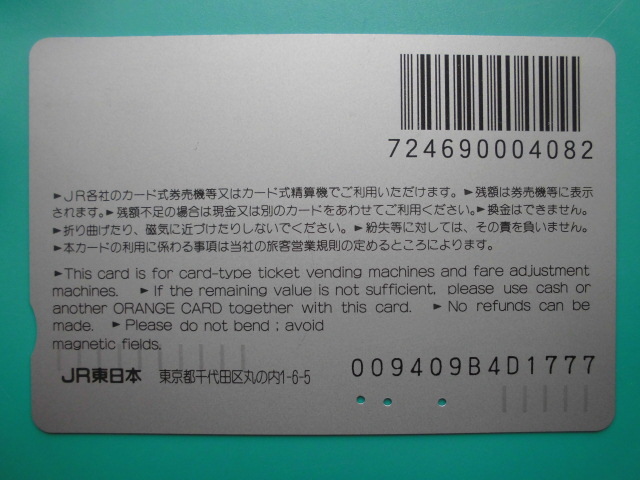 724690004082
►JR各社のカード式券売機等又はカード式精算機でご利用いただけます。►残額は券売機等に表示
されます。►残額不足の場合は現金又は別のカードをあわせてご利用ください。►換金はできません。
►折り曲げたり、磁気に近づけたりしないでください。►紛失等に対しては、その責を負いません。
►本カードの利用に係わる事項は当社の旅客営業規則の定めるところによります。
►This card is for card-type ticket vending machines and fare adjustment
machines. ►If the remaining value is not sufficient, please use cash or
another ORANGE CARD together with this card. ►No refunds can be
made. ►Please do not bend ; avoid
magnetic fields.
JR東日本 東京都千代田区丸の内1-6-5
009409B4D1777